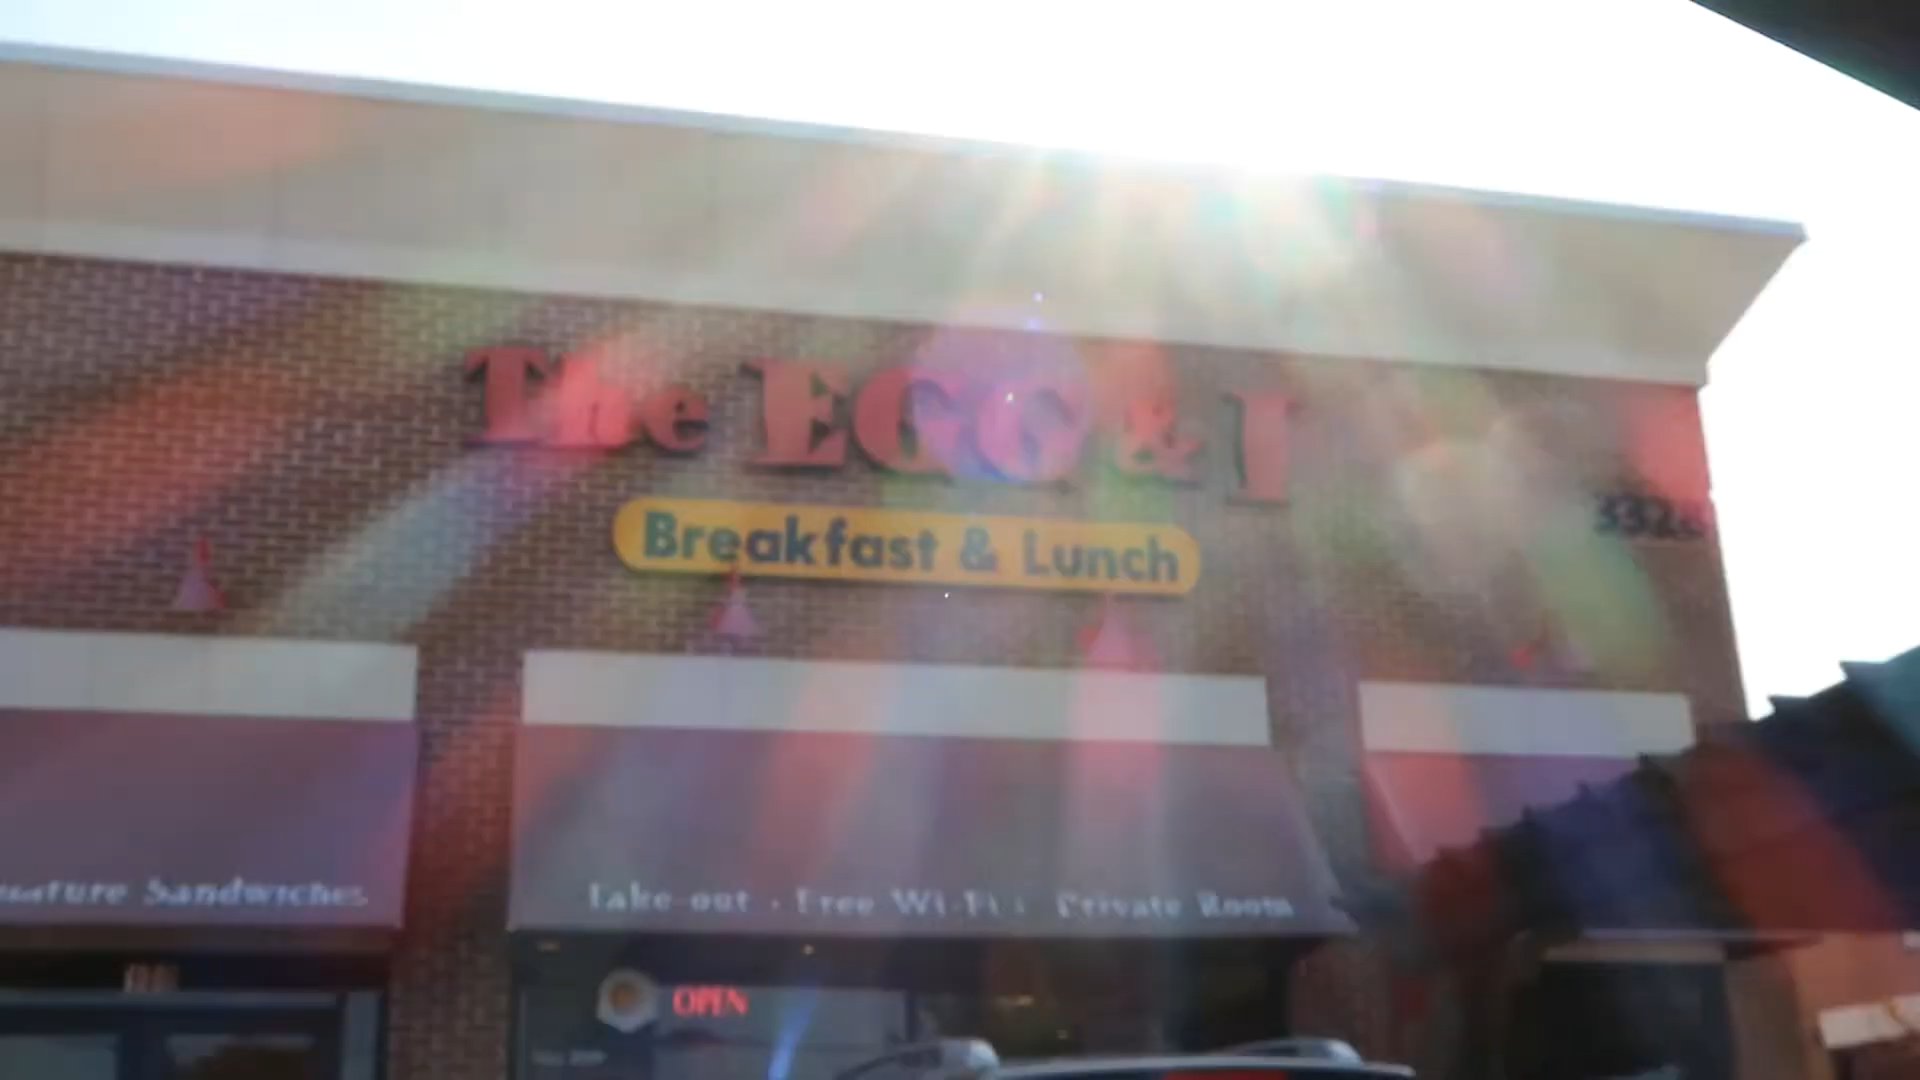 The EGG & I
Breakfast & Lunch
Sandwiches
Take-out · Free Wi-Fi · Private Room
OPEN